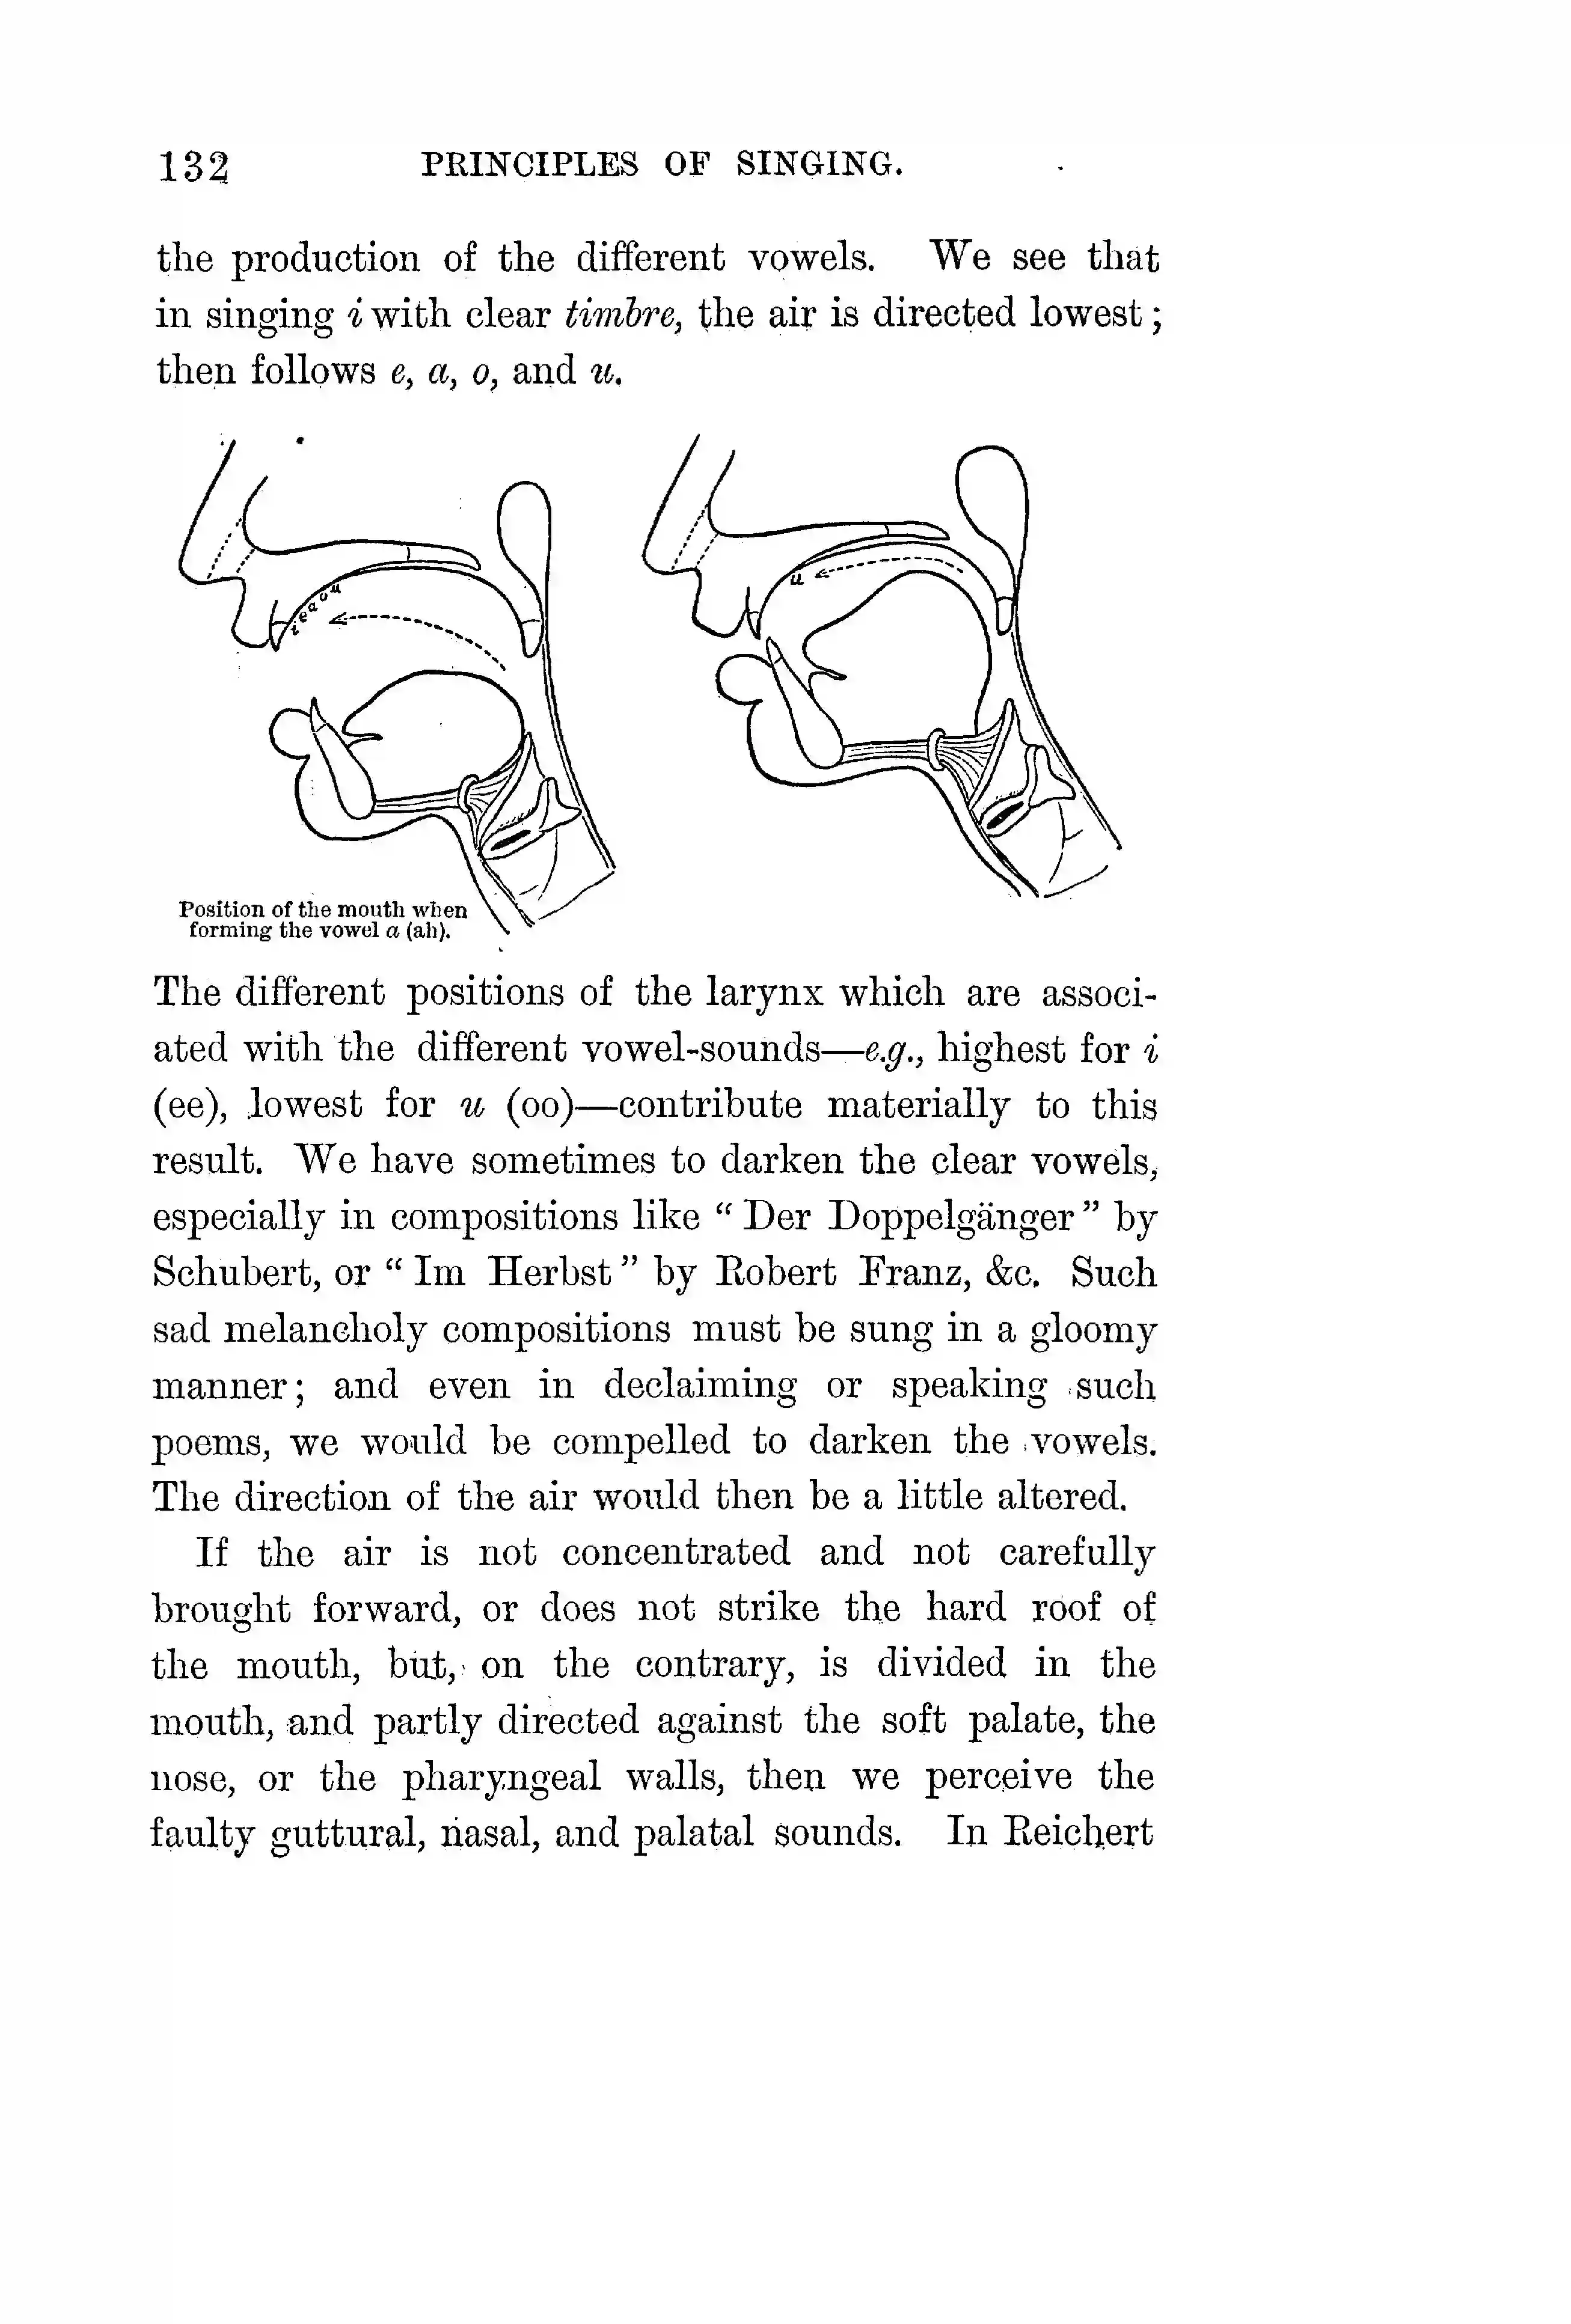 132 PRINCIPLES OF SINGING.
the production of the different vowels. We see that
in singing i with clear timbre, the air is directed lowest;
then follows e, a, o, and u.
i e a o u
u
Position of the mouth when
forming the vowel a (ah).
The different positions of the larynx which are associ-
ated with the different vowel-sounds—e.g., highest for i
(ee), lowest for u (oo)—contribute materially to this
result. We have sometimes to darken the clear vowels,
especially in compositions like “Der Doppelgänger” by
Schubert, or “Im Herbst” by Robert Franz, &c. Such
sad melancholy compositions must be sung in a gloomy
manner; and even in declaiming or speaking such
poems, we would be compelled to darken the vowels.
The direction of the air would then be a little altered.
If the air is not concentrated and not carefully
brought forward, or does not strike the hard roof of
the mouth, but, on the contrary, is divided in the
mouth, and partly directed against the soft palate, the
nose, or the pharyngeal walls, then we perceive the
faulty guttural, nasal, and palatal sounds. In Reichert